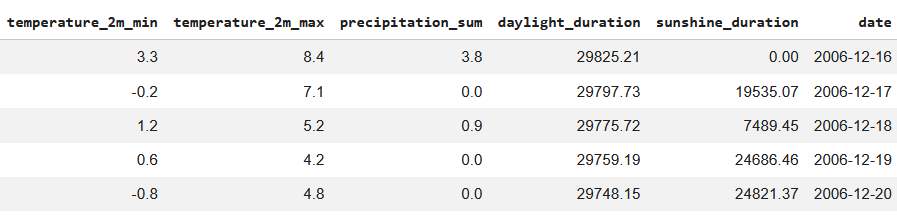 temperature_2m_min temperature_2m_max precipitation_sum daylight_duration sunshine_duration date
3.3 8.4 3.8 29825.21 0.00 2006-12-16
-0.2 7.1 0.0 29797.73 19535.07 2006-12-17
1.2 5.2 0.9 29775.72 7489.45 2006-12-18
0.6 4.2 0.0 29759.19 24686.46 2006-12-19
-0.8 4.8 0.0 29748.15 24821.37 2006-12-20